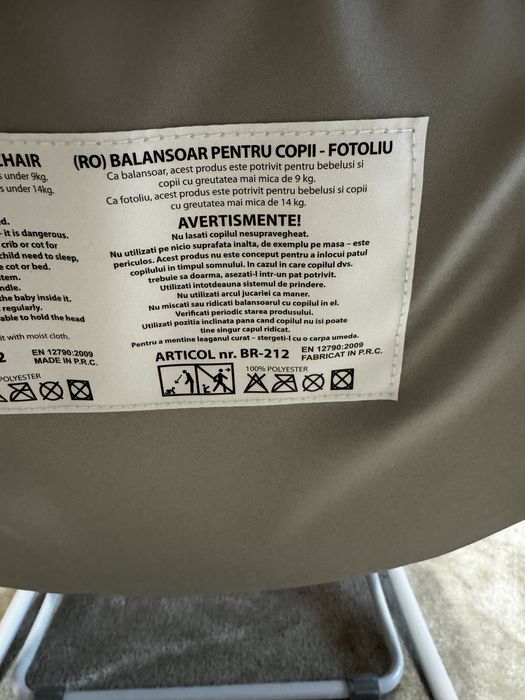 CHAIR
s under 9kg.
s under 14kg.
d.
- it is dangerous.
crib or cot for
child need to sleep,
e cot or bed.
stem.
ndle.
the baby inside it.
regularly.
able to hold the head
it with moist cloth.
2 EN 12790:2009
MADE IN P.R.C.
POLYESTER
(RO) BALANSOAR PENTRU COPII - FOTOLIU
Ca balansoar, acest produs este potrivit pentru bebelusi si
copii cu greutatea mai mica de 9 kg.
Ca fotoliu, acest produs este potrivit pentru bebelusi si copii
cu greutatea mai mica de 14 kg.
AVERTISMENTE!
Nu lasati copilul nesupravegheat.
Nu utilizati pe nicio suprafata inalta, de exemplu pe masa – este
periculos. Acest produs nu este conceput pentru a inlocui patul
copilului in timpul somnului. In cazul in care copilul dvs.
trebuie sa doarma, asezati-l intr-un pat potrivit.
Utilizati intotdeauna sistemul de prindere.
Nu utilizati arcul jucariei ca maner.
Nu miscati sau ridicati balansoarul cu copilul in el.
Verificati periodic starea produsului.
Utilizati pozitia inclinata pana cand copilul nu isi poate
tine singur capul ridicat.
Pentru a mentine leaganul curat – stergeti-l cu o carpa umeda.
ARTICOL nr. BR-212 EN 12790:2009
FABRICAT IN P.R.C.
100% POLYESTER